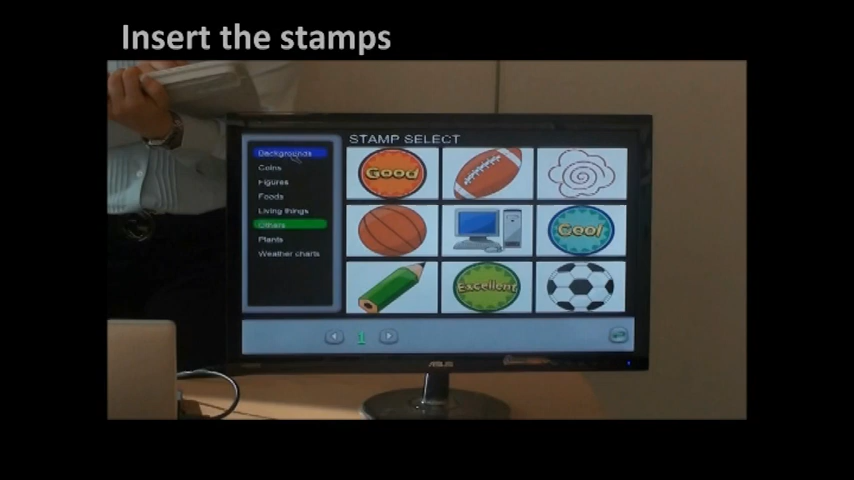 Insert the stamps
STAMP SELECT
Backgrounds
Coins
Figures
Foods
Living things
Others
Plants
Weather charts
Good
Cool
Excellent
1
ASUS